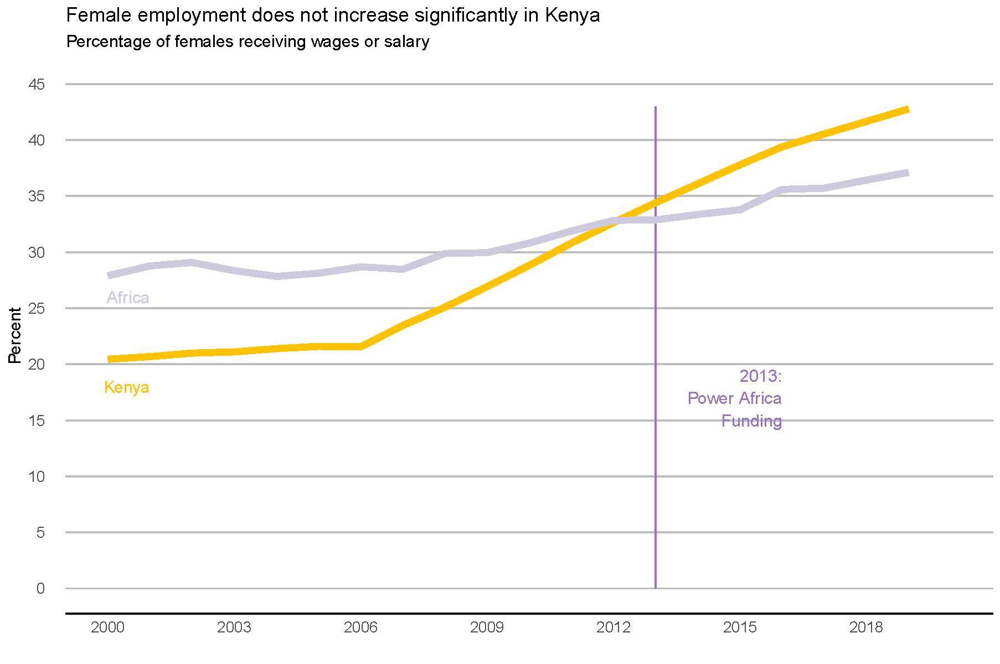 Female employment does not increase significantly in Kenya
Percentage of females receiving wages or salary
45
40
35
30
Africa
25
Percent
20
Kenya
2013:
Power Africa
15
Funding
10
5
0
2000 2003 2006 2009 2012 2015 2018